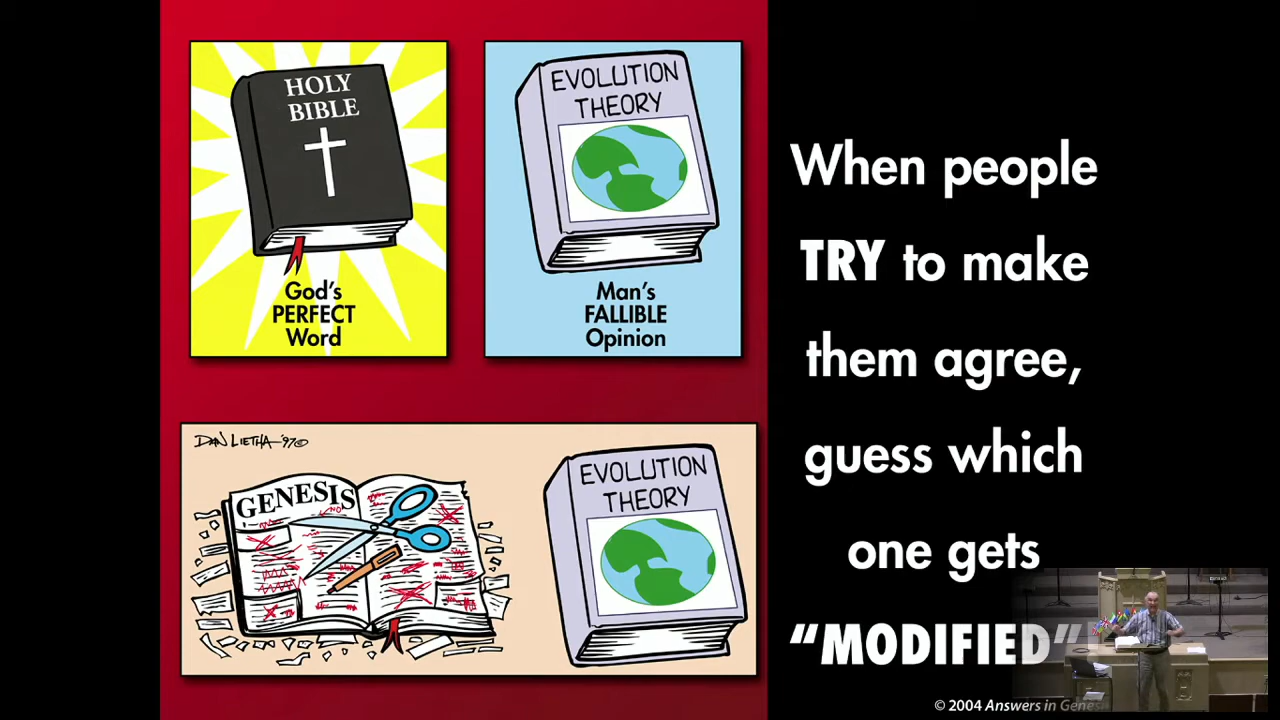 HOLY
BIBLE
God's
PERFECT
Word
EVOLUTION
THEORY
Man's
FALLIBLE
Opinion
DAN LIETHA '97©
GENESIS
NO
EVOLUTION
THEORY
When people
TRY to make
them agree,
guess which
one gets
“MODIFIED”
© 2004 Answers in Genesis